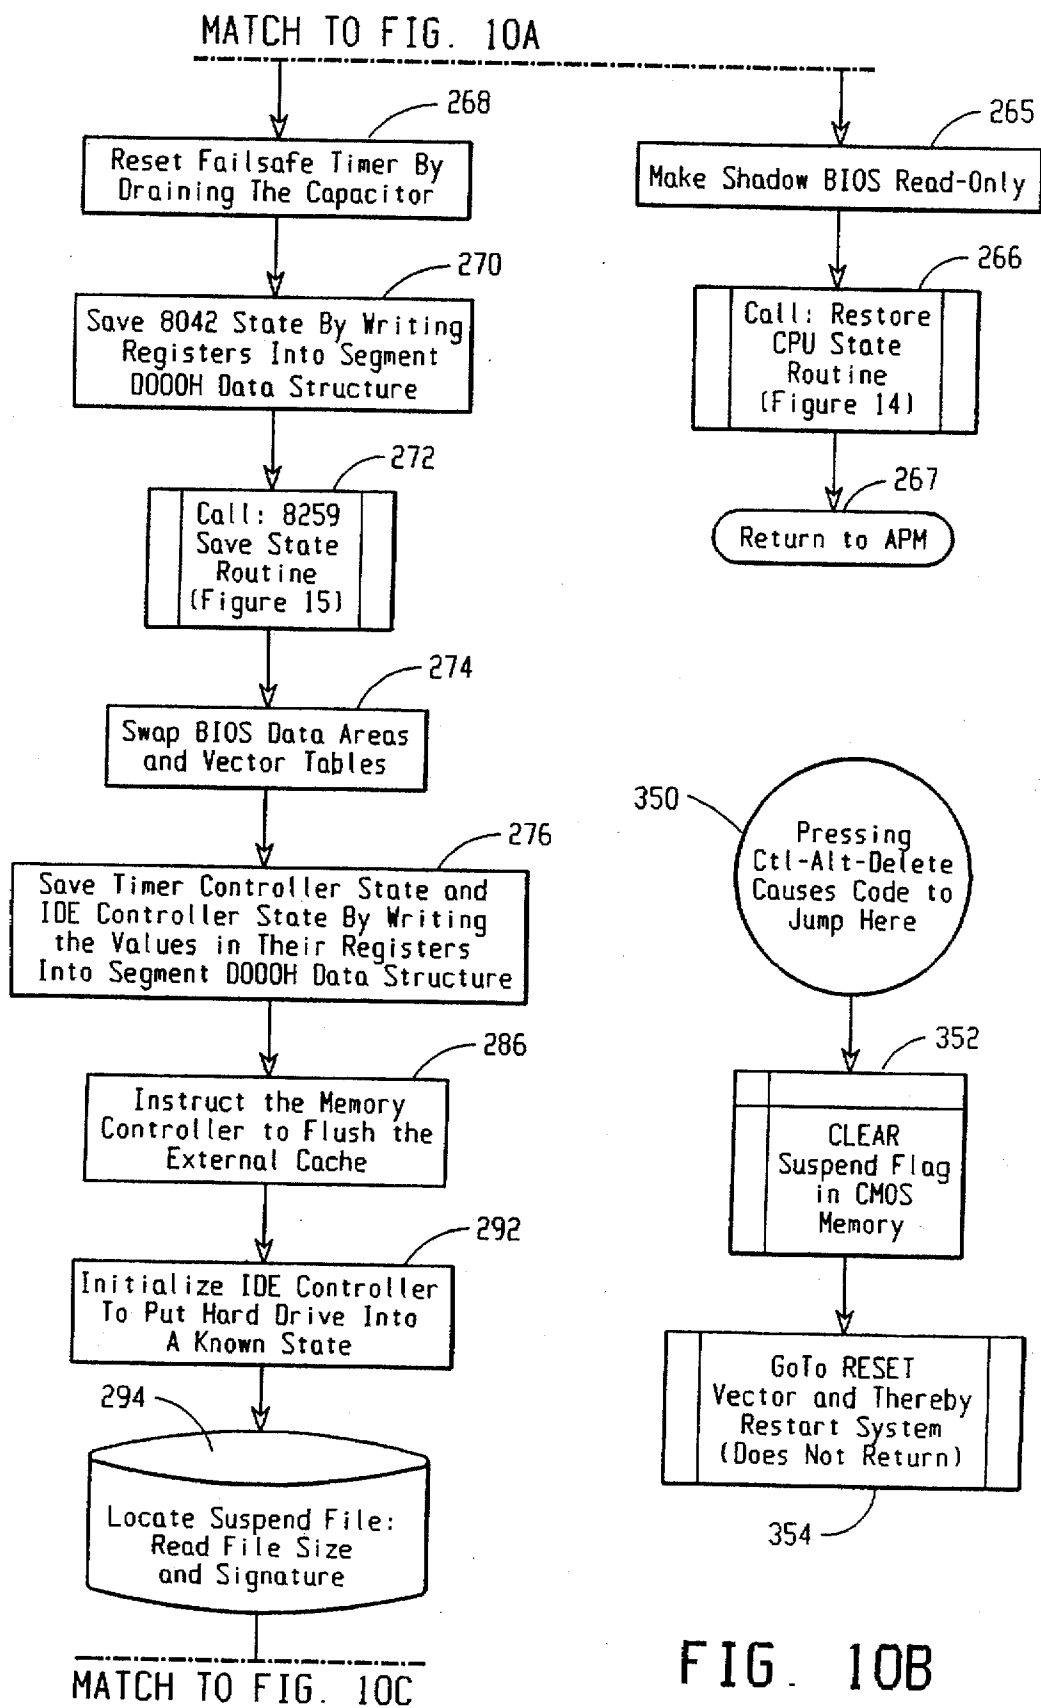 MATCH TO FIG. 10A
268
Reset Failsafe Timer By
Draining The Capacitor
270
Save 8042 State By Writing
Registers Into Segment
D000H Data Structure
272
Call: 8259
Save State
Routine
(Figure 15)
274
Swap BIOS Data Areas
and Vector Tables
276
Save Timer Controller State and
IDE Controller State By Writing
the Values in Their Registers
Into Segment D000H Data Structure
286
Instruct the Memory
Controller to Flush the
External Cache
292
Initialize IDE Controller
To Put Hard Drive Into
A Known State
294
Locate Suspend File:
Read File Size
and Signature
MATCH TO FIG. 10C
265
Make Shadow BIOS Read-Only
266
Call: Restore
CPU State
Routine
(Figure 14)
267
Return to APM
350
Pressing
Ctl-Alt-Delete
Causes Code to
Jump Here
352
CLEAR
Suspend Flag
in CMOS
Memory
GoTo RESET
Vector and Thereby
Restart System
(Does Not Return)
354
FIG. 10B